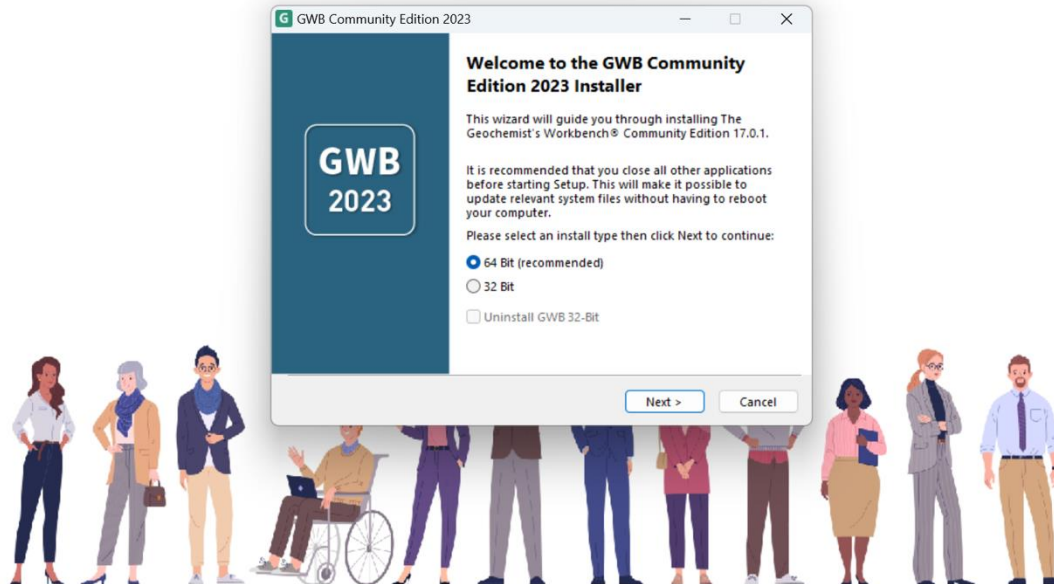 G GWB Community Edition 2023
GWB
2023
Welcome to the GWB Community
Edition 2023 Installer
This wizard will guide you through installing The
Geochemist's Workbench® Community Edition 17.0.1.
It is recommended that you close all other applications
before starting Setup. This will make it possible to
update relevant system files without having to reboot
your computer.
Please select an install type then click Next to continue:
64 Bit (recommended)
32 Bit
Uninstall GWB 32-Bit
Next >
Cancel